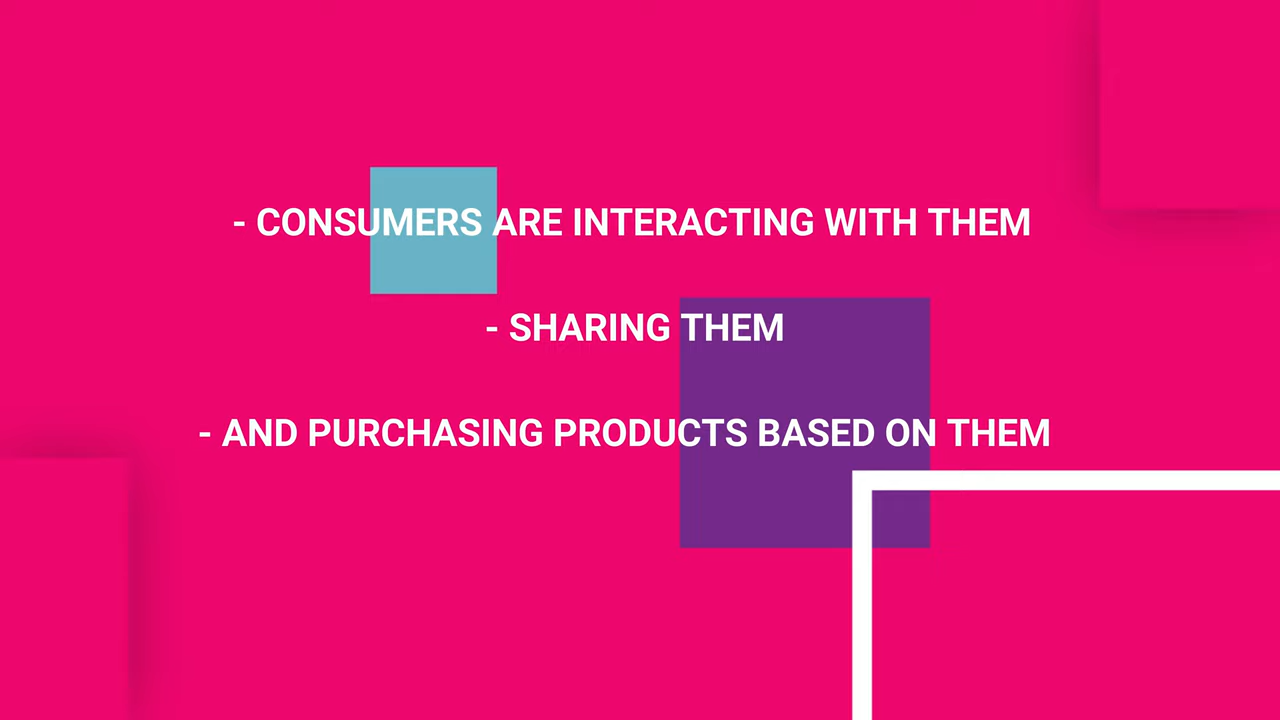 - CONSUMERS ARE INTERACTING WITH THEM
- SHARING THEM
- AND PURCHASING PRODUCTS BASED ON THEM